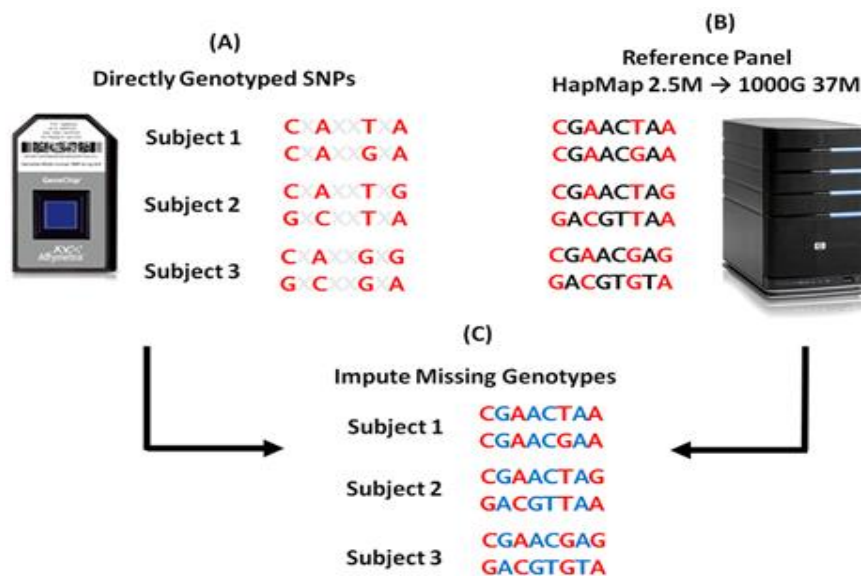 (A)
Directly Genotyped SNPs
GeneChip
Affymetrix
Subject 1
CXAXXTXA
CXAXXGXA
Subject 2
CXAXXTXG
GXCXXTXA
Subject 3
CXAXXGXG
GXCXXGXA
(B)
Reference Panel
HapMap 2.5M → 1000G 37M
CGAACTAA
CGAACGAA
CGAACTAG
GACGTTAA
CGAACGAG
GACGTGTA
(C)
Impute Missing Genotypes
Subject 1
CGAACTAA
CGAACGAA
Subject 2
CGAACTAG
GACGTTAA
Subject 3
CGAACGAG
GACGTGTA